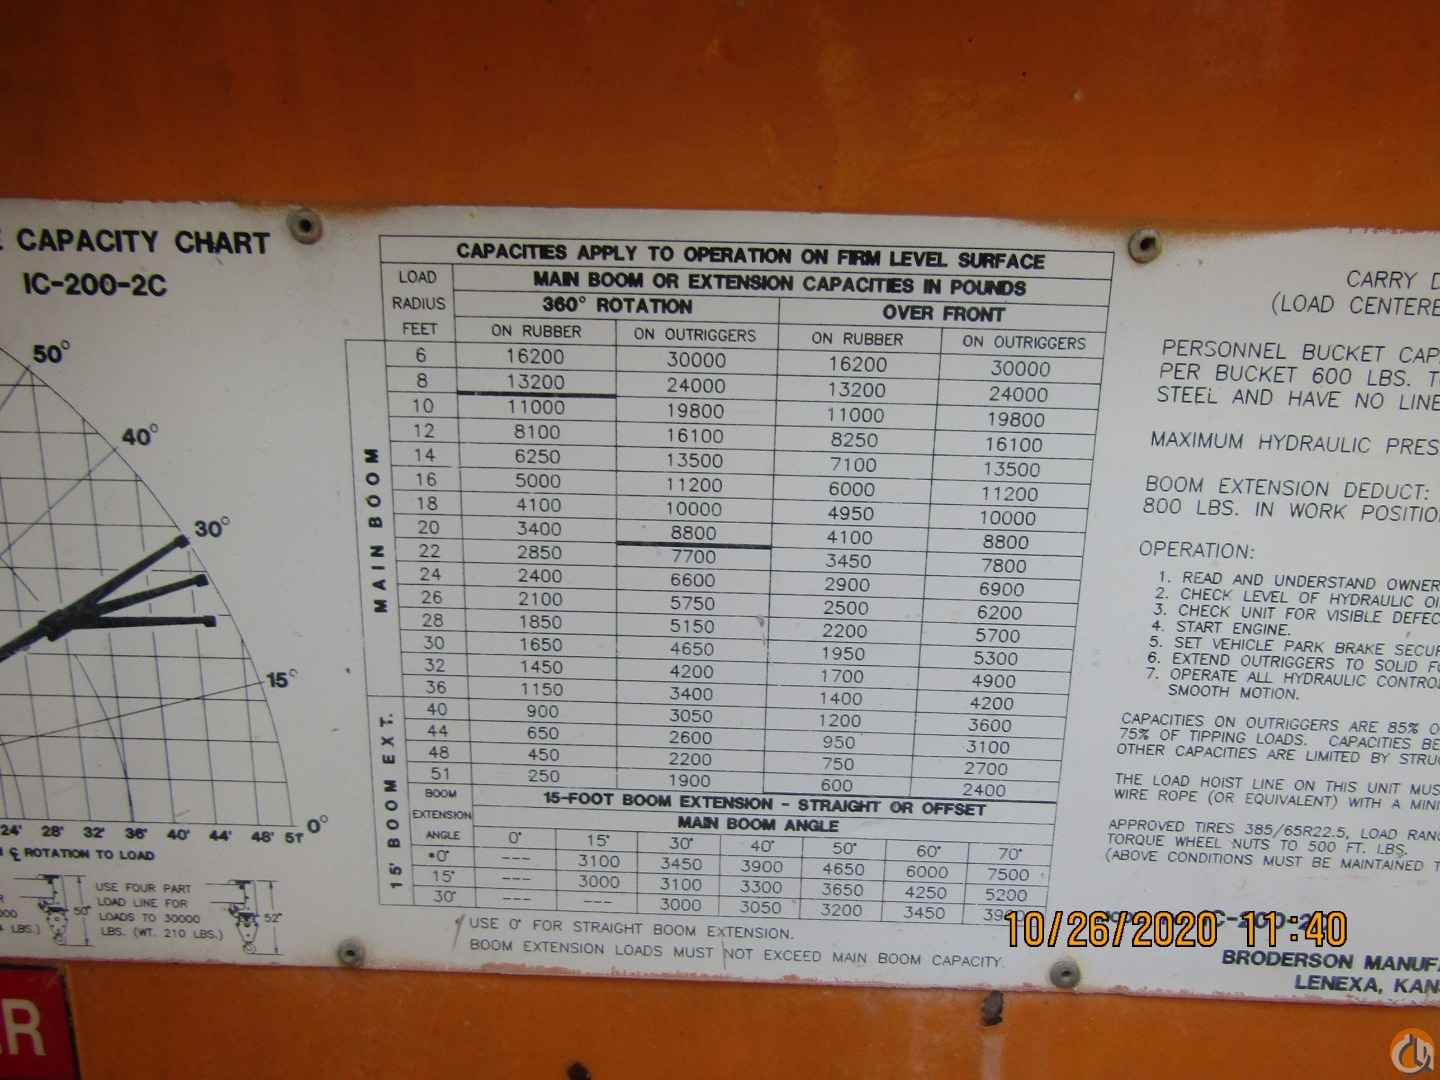 CAPACITY CHART
IC-200-2C
50°
40°
30°
15°
0°
24' 28' 32' 36' 40' 44' 48' 51'
ROTATION TO LOAD
USE FOUR PART
LOAD LINE FOR
LOADS TO 30000
LBS. (WT. 210 LBS.)
50"
52"
LBS.)
CAPACITIES APPLY TO OPERATION ON FIRM LEVEL SURFACE
LOAD RADIUS FEET
MAIN BOOM OR EXTENSION CAPACITIES IN POUNDS
360° ROTATION OVER FRONT
ON RUBBER ON OUTRIGGERS ON RUBBER ON OUTRIGGERS
MAIN BOOM
6 16200 30000 16200 30000
8 13200 24000 13200 24000
10 11000 19800 11000 19800
12 8100 16100 8250 16100
14 6250 13500 7100 13500
16 5000 11200 6000 11200
18 4100 10000 4950 10000
20 3400 8800 4100 8800
22 2850 7700 3450 7800
24 2400 6600 2900 6900
26 2100 5750 2500 6200
28 1850 5150 2200 5700
30 1650 4650 1950 5300
32 1450 4200 1700 4900
36 1150 3400 1400 4200
15' BOOM EXT.
40 900 3050 1200 3600
44 650 2600 950 3100
48 450 2200 750 2700
51 250 1900 600 2400
BOOM EXTENSION ANGLE
15-FOOT BOOM EXTENSION - STRAIGHT OR OFFSET
MAIN BOOM ANGLE
0° 15° 30° 40° 50° 60° 70°
*0° --- 3100 3450 3900 4650 6000 7500
15° --- 3000 3100 3300 3650 4250 5200
30° --- --- 3000 3050 3200 3450
USE 0° FOR STRAIGHT BOOM EXTENSION.
BOOM EXTENSION LOADS MUST NOT EXCEED MAIN BOOM CAPACITY.
CARRY
(LOAD CENTERE
PERSONNEL BUCKET CAP
PER BUCKET 600 LBS.
STEEL AND HAVE NO LINE
MAXIMUM HYDRAULIC PRES
BOOM EXTENSION DEDUCT:
800 LBS. IN WORK POSITIO
OPERATION:
1. READ AND UNDERSTAND OWNER
2. CHECK LEVEL OF HYDRAULIC OI
3. CHECK UNIT FOR VISIBLE DEFEC
4. START ENGINE.
5. SET VEHICLE PARK BRAKE SECUR
6. EXTEND OUTRIGGERS TO SOLID F
7. OPERATE ALL HYDRAULIC CONTRO
SMOOTH MOTION.
CAPACITIES ON OUTRIGGERS ARE 85% O
75% OF TIPPING LOADS. CAPACITIES BE
OTHER CAPACITIES ARE LIMITED BY STRU
THE LOAD HOIST LINE ON THIS UNIT MUS
WIRE ROPE (OR EQUIVALENT) WITH A MINI
APPROVED TIRES 385/65R22.5, LOAD RAN
TORQUE WHEEL NUTS TO 500 FT. LBS.
(ABOVE CONDITIONS MUST BE MAINTAINED
10/26/2020 11:40
BRODERSON MANUF
LENEXA, KAN
R